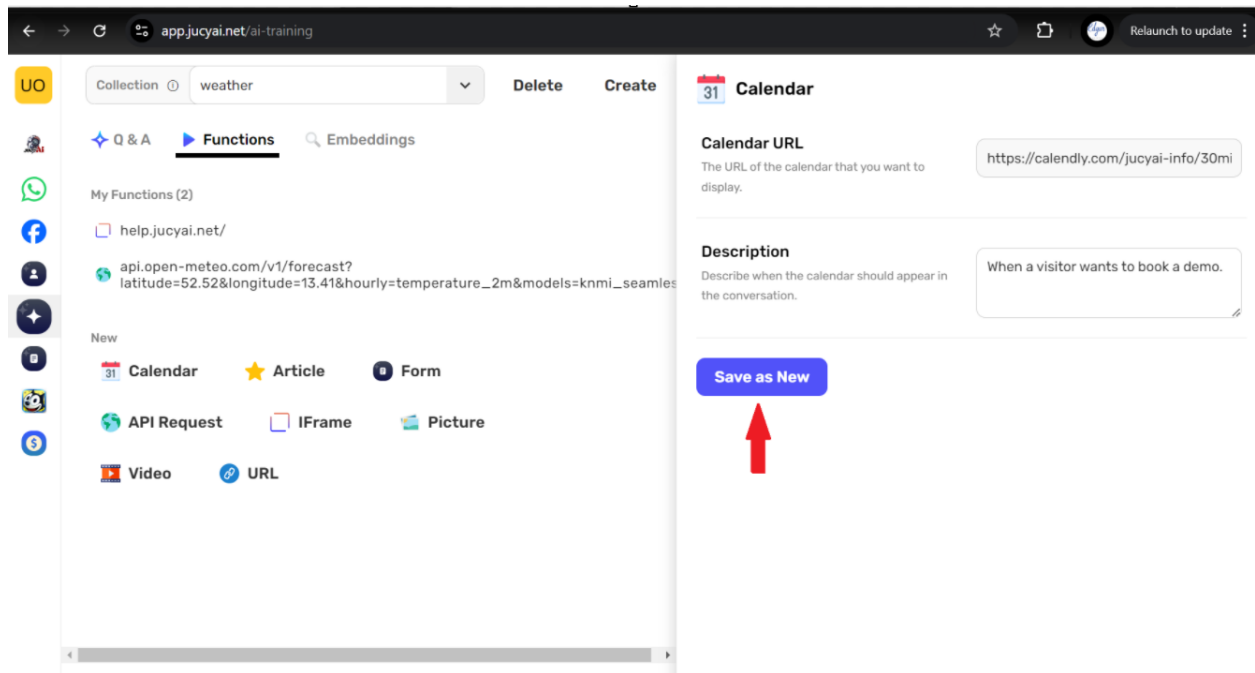 app.jucyai.net/ai-training
Relaunch to update
UO
Collection
weather
Delete
Create
Q & A
Functions
Embeddings
My Functions (2)
help.jucyai.net/
api.open-meteo.com/v1/forecast?
latitude=52.52&longitude=13.41&hourly=temperature_2m&models=knmi_seamles
New
31 Calendar
Article
Form
API Request
IFrame
Picture
Video
URL
31 Calendar
Calendar URL
The URL of the calendar that you want to
display.
https://calendly.com/jucyai-info/30mi
Description
Describe when the calendar should appear in
the conversation.
When a visitor wants to book a demo.
Save as New